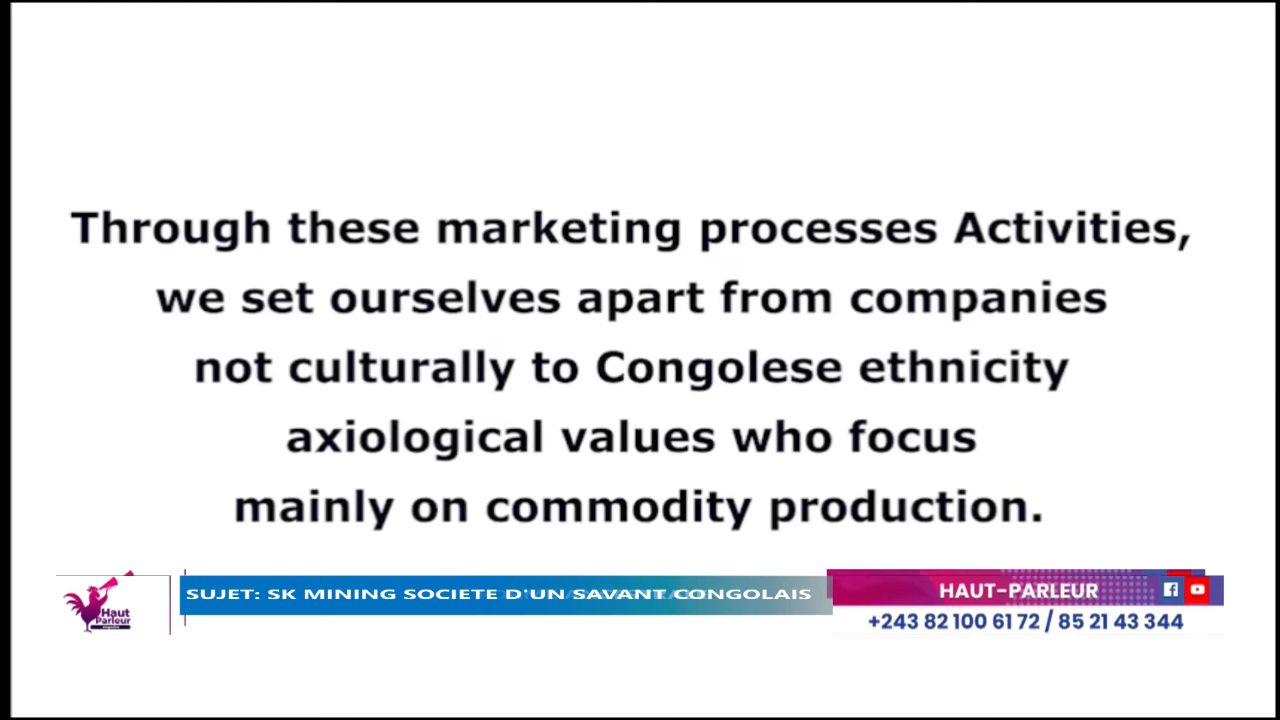 Through these marketing processes Activities,
we set ourselves apart from companies
not culturally to Congolese ethnicity
axiological values who focus
mainly on commodity production.
Haut
Parleur
SUJET: SK MINING SOCIETE D'UN SAVANT CONGOLAIS
HAUT-PARLEUR
+243 82 100 61 72 / 85 21 43 344